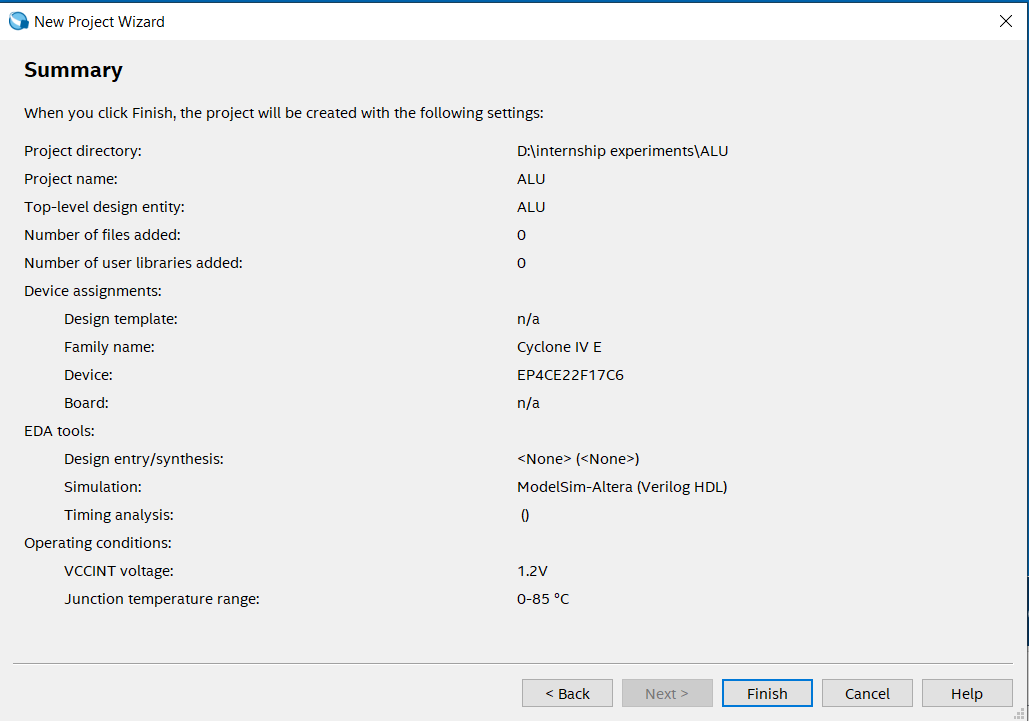 New Project Wizard
Summary
When you click Finish, the project will be created with the following settings:
Project directory: D:\internship experiments\ALU
Project name: ALU
Top-level design entity: ALU
Number of files added: 0
Number of user libraries added: 0
Device assignments:
Design template: n/a
Family name: Cyclone IV E
Device: EP4CE22F17C6
Board: n/a
EDA tools:
Design entry/synthesis: <None> (<None>)
Simulation: ModelSim-Altera (Verilog HDL)
Timing analysis: ()
Operating conditions:
VCCINT voltage: 1.2V
Junction temperature range: 0-85 ºC
< Back Next > Finish Cancel Help